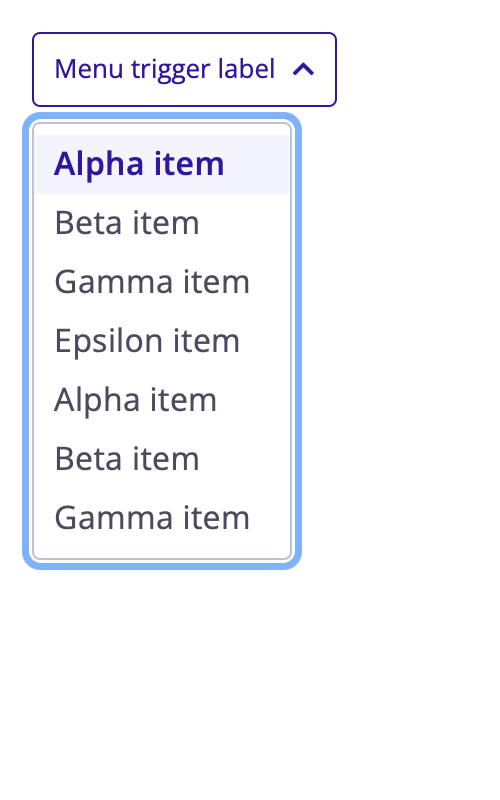 Menu trigger label
Alpha item
Beta item
Gamma item
Epsilon item
Alpha item
Beta item
Gamma item